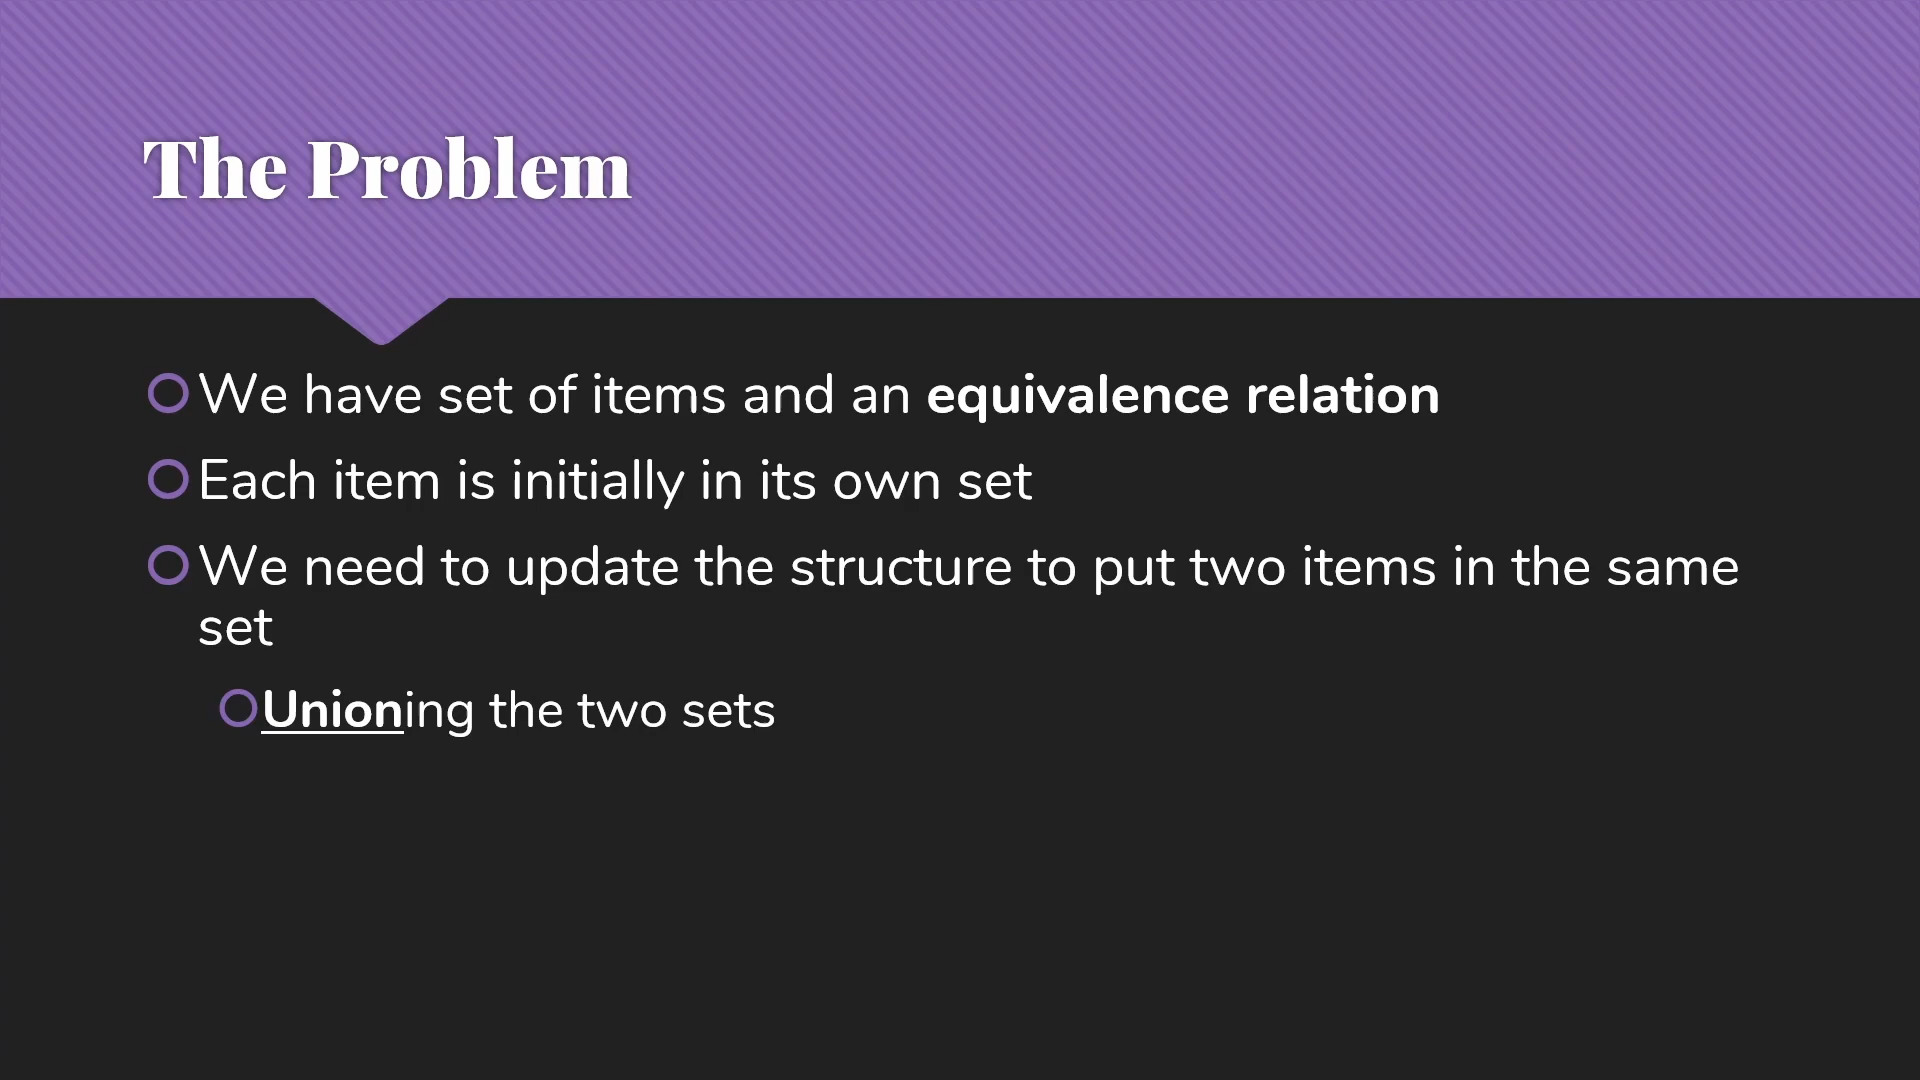 The Problem
We have set of items and an equivalence relation
Each item is initially in its own set
We need to update the structure to put two items in the same
set
Unioning the two sets